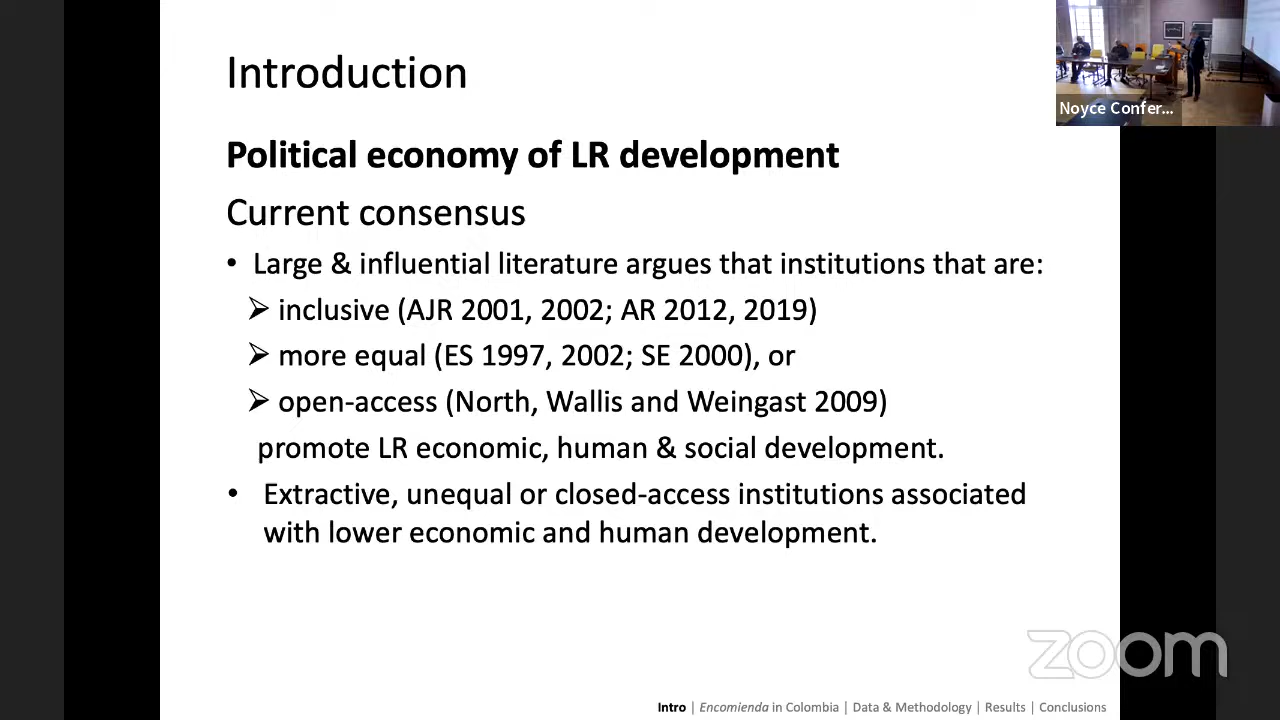 Introduction
Political economy of LR development
Current consensus
• Large & influential literature argues that institutions that are:
➢ inclusive (AJR 2001, 2002; AR 2012, 2019)
➢ more equal (ES 1997, 2002; SE 2000), or
➢ open-access (North, Wallis and Weingast 2009)
promote LR economic, human & social development.
• Extractive, unequal or closed-access institutions associated
with lower economic and human development.
Noyce Confer...
zoom
Intro | Encomienda in Colombia | Data & Methodology | Results | Conclusions